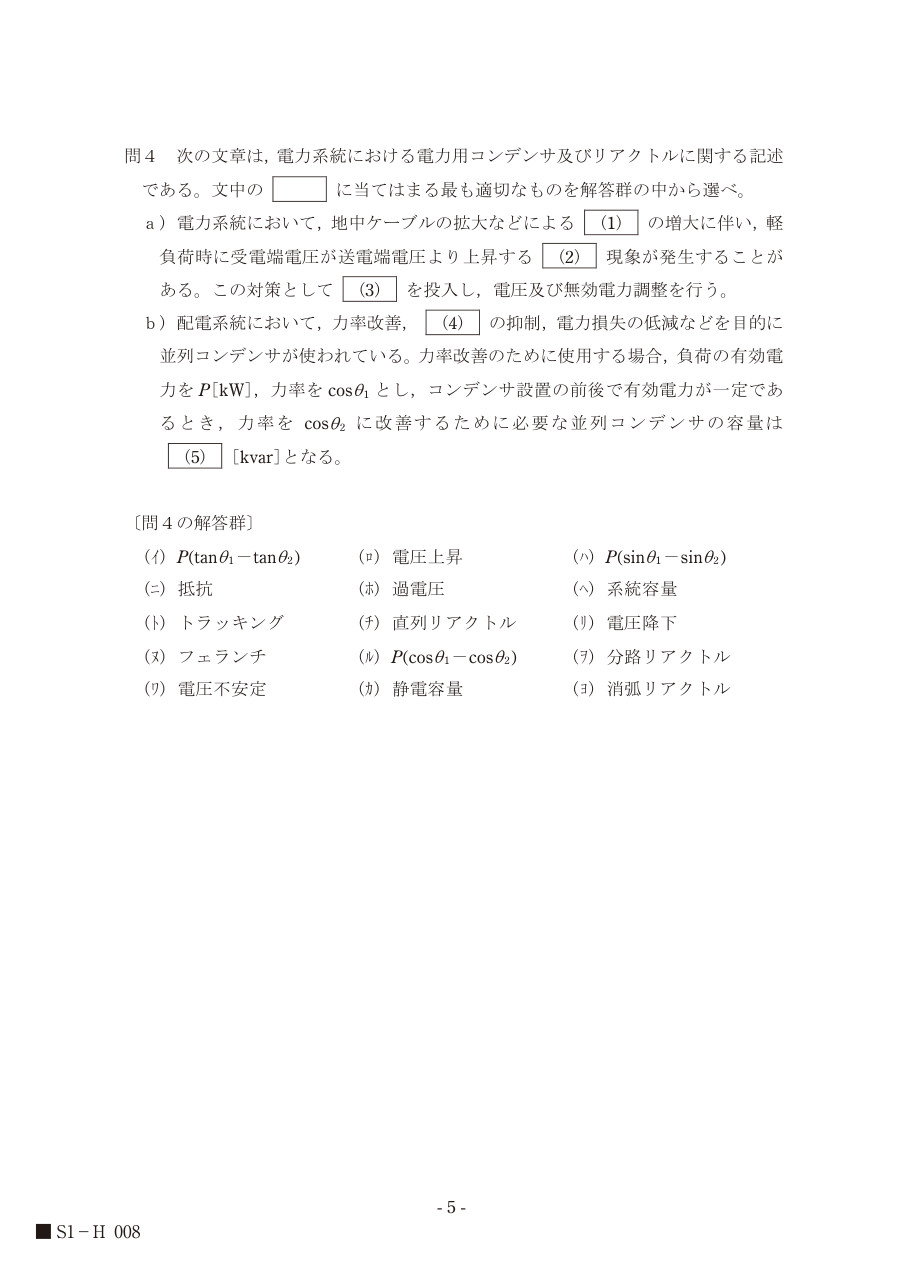 問４　次の文章は，電力系統における電力用コンデンサ及びリアクトルに関する記述
である。文中の　　　に当てはまる最も適切なものを解答群の中から選べ。
ａ）電力系統において，地中ケーブルの拡大などによる (1) の増大に伴い，軽
負荷時に受電端電圧が送電端電圧より上昇する (2) 現象が発生することが
ある。この対策として (3) を投入し，電圧及び無効電力調整を行う。
ｂ）配電系統において，力率改善， (4) の抑制，電力損失の低減などを目的に
並列コンデンサが使われている。力率改善のために使用する場合，負荷の有効電
力をP[kW]，力率をcosθ₁とし，コンデンサ設置の前後で有効電力が一定であ
るとき，力率を cosθ₂ に改善するために必要な並列コンデンサの容量は
(5) [kvar]となる。
〔問４の解答群〕
(ｲ) P(tanθ₁－tanθ₂)　(ﾛ) 電圧上昇　(ﾊ) P(sinθ₁－sinθ₂)
(ﾆ) 抵抗　(ﾎ) 過電圧　(ﾍ) 系統容量
(ﾄ) トラッキング　(ﾁ) 直列リアクトル　(ﾘ) 電圧降下
(ﾇ) フェランチ　(ﾙ) P(cosθ₁－cosθ₂)　(ｦ) 分路リアクトル
(ﾜ) 電圧不安定　(ｶ) 静電容量　(ﾖ) 消弧リアクトル
- 5 -
■ S1－H 008